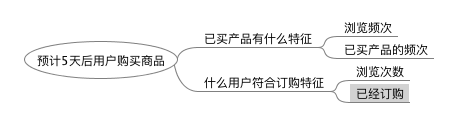 预计5天后用户购买商品
已买产品有什么特征
浏览频次
已买产品的频次
什么用户符合订购特征
浏览次数
已经订购